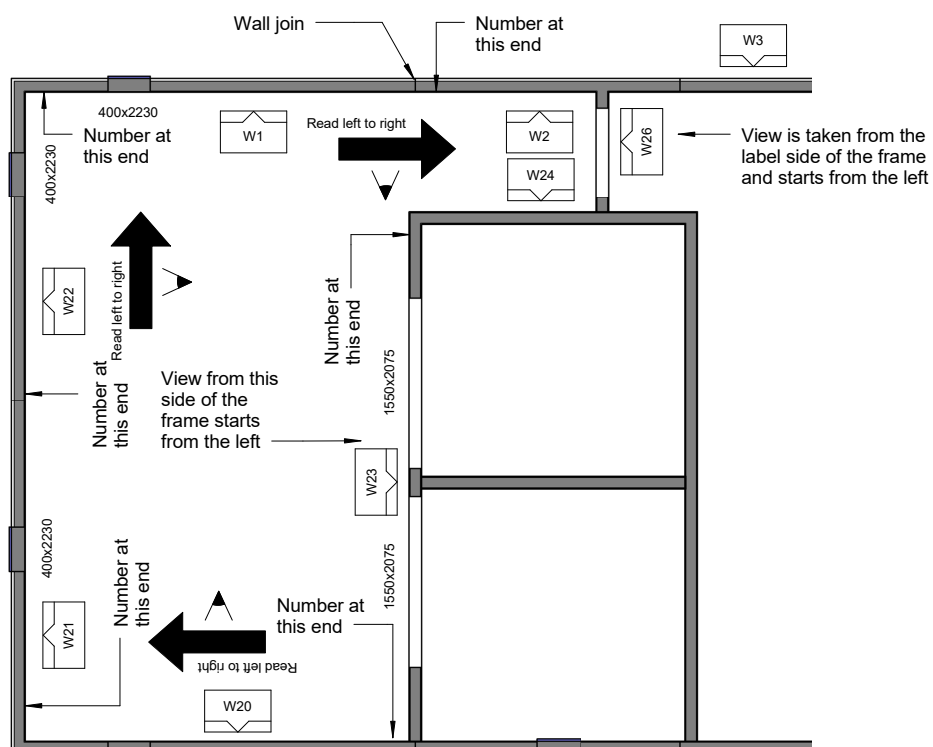 Wall join
Number at
this end
W3
400x2230
Number at
this end
W1
Read left to right
W2
W24
W26
View is taken from the
label side of the frame
and starts from the left
400x2230
W22
Read left to right
Number at
this end
Number at
this end
View from this
side of the
frame starts
from the left
1550x2075
W23
400x2230
Number at
this end
W21
Number at
this end
1550x2075
Read left to right
W20